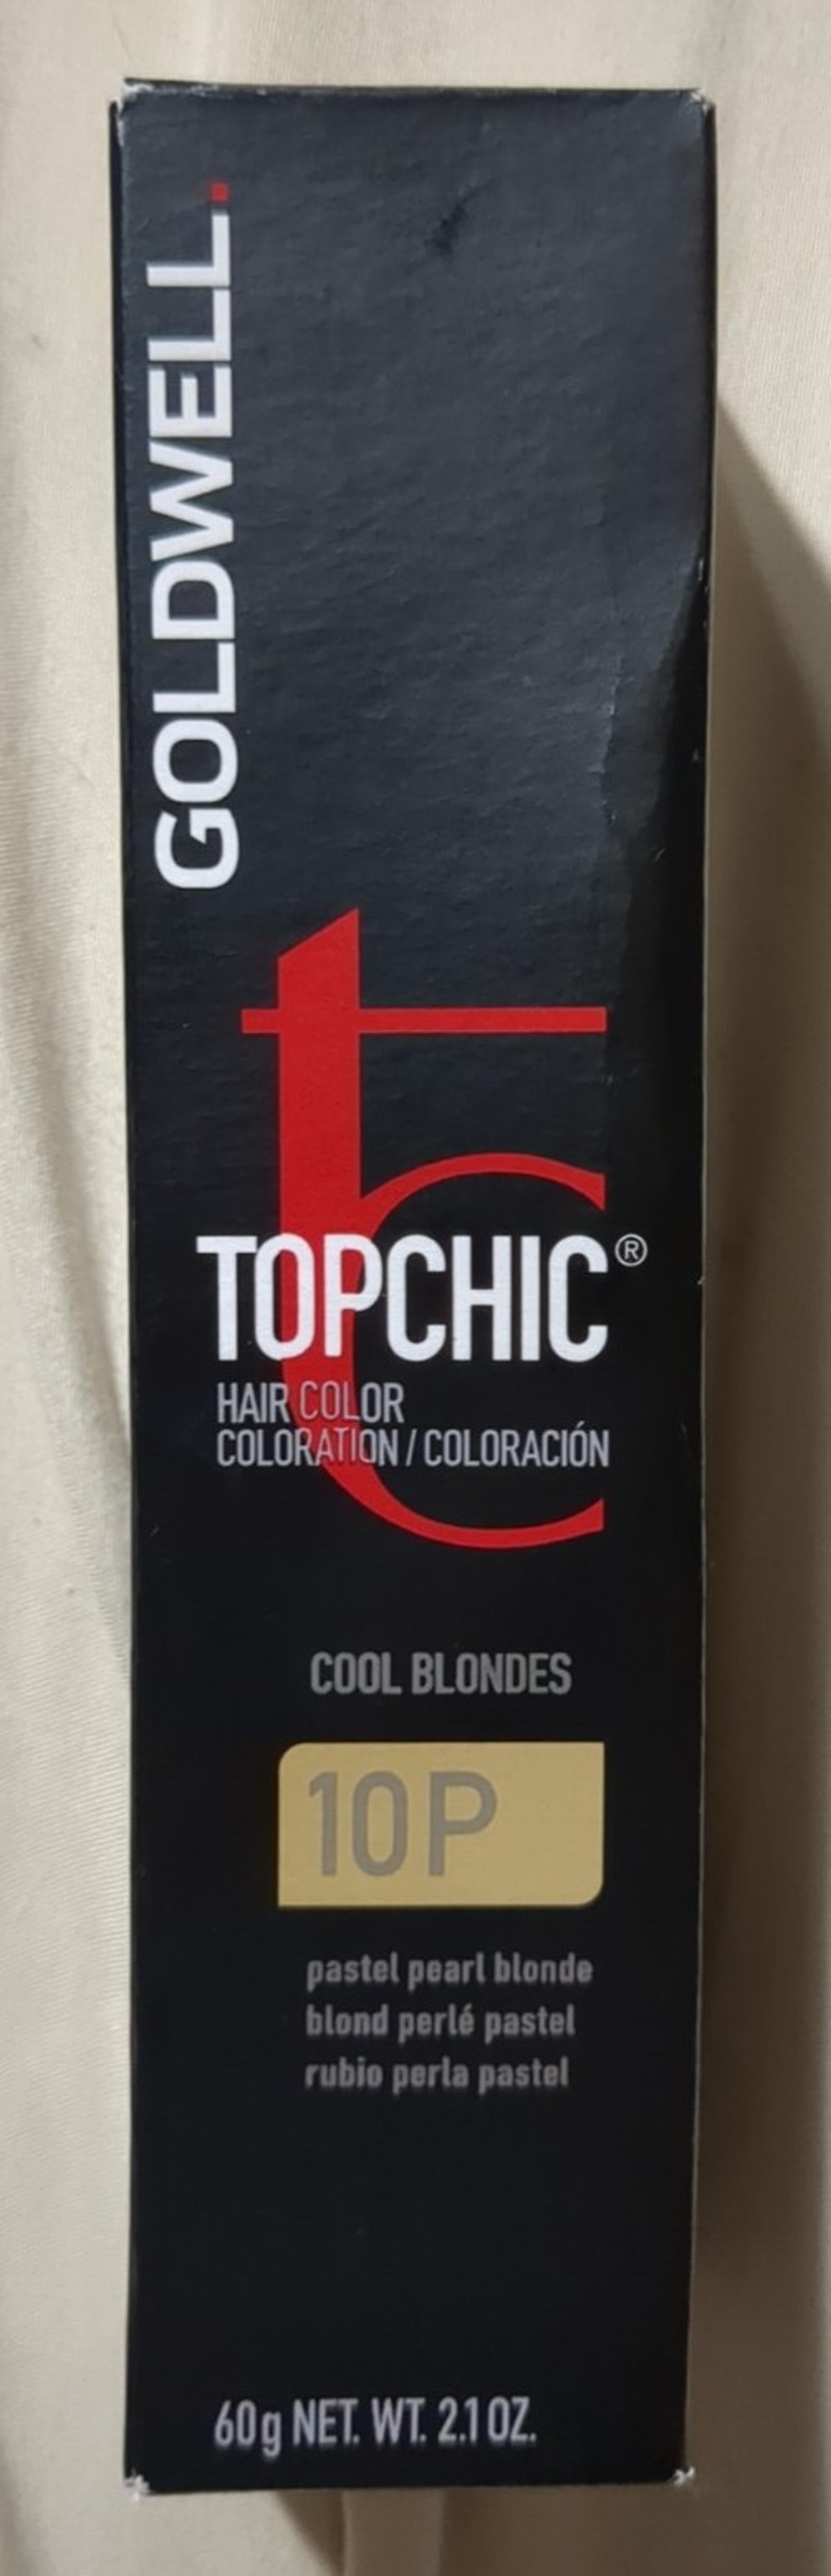 GOLDWELL.
TOPCHIC®
HAIR COLOR
COLORATION / COLORACIÓN
COOL BLONDES
10 P
pastel pearl blonde
blond perlé pastel
rubio perla pastel
60g NET. WT. 2.1 OZ.